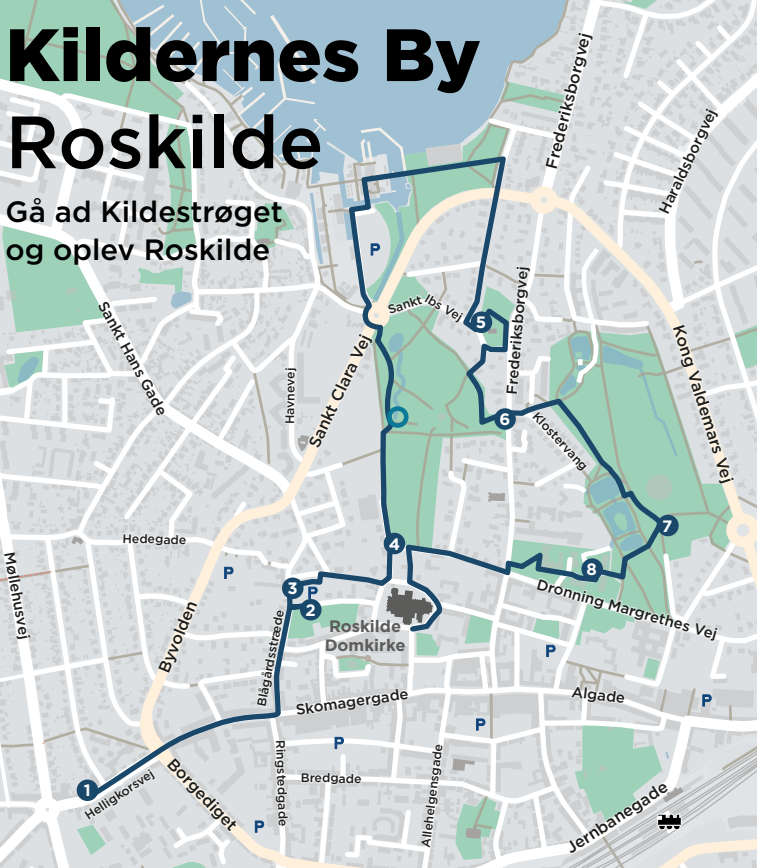 Kildernes By
Roskilde
Gå ad Kildestrøget
og oplev Roskilde
Frederiksborgvej
Haraldsborgvej
P
Sankt Ibs Vej
5
Frederiksborgvej
Sankt Hans Gade
Sankt Clara Vej
Havnevej
Kong Valdemars Vej
6
Klostervang
7
4
Hedegade
Møllehusvej
P
3
P
2
8
Dronning Margrethes Vej
Roskilde
Domkirke
Byvolden
Blågårdsstræde
P
Skomagergade
Algade
P
P
P
1
Helligkorsvej
Borgediget
Ringstedgade
Bredgade
Allehelgensgade
P
Jernbanegade